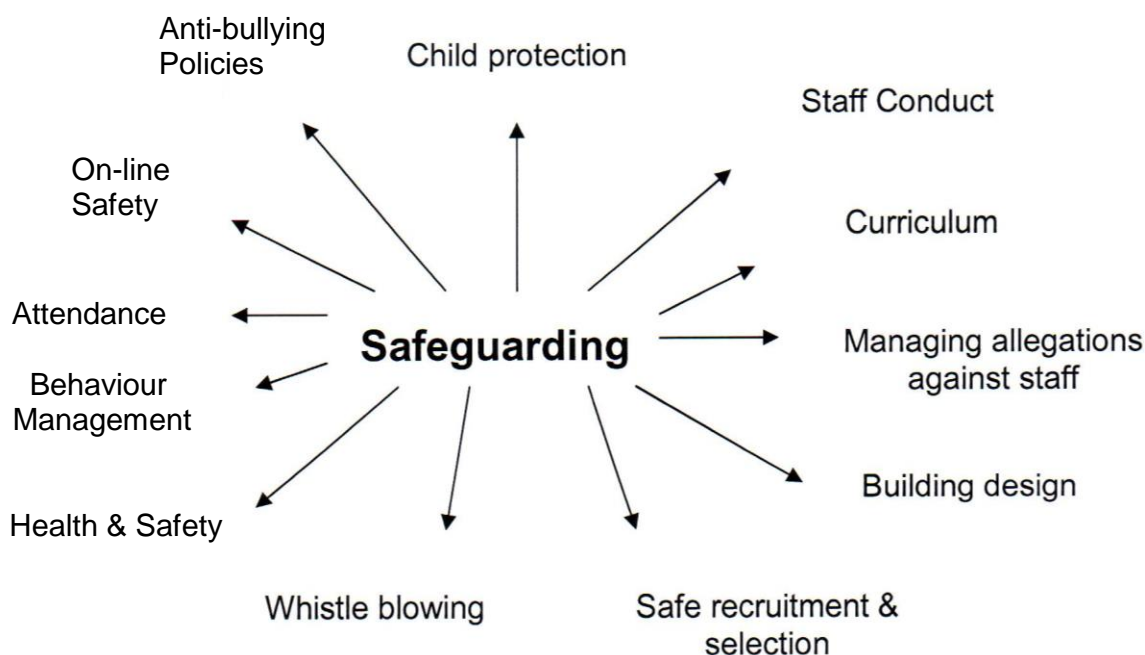 Anti-bullying
Policies
Child protection
Staff Conduct
On-line
Safety
Curriculum
Attendance
Safeguarding
Managing allegations
against staff
Behaviour
Management
Building design
Health & Safety
Whistle blowing
Safe recruitment &
selection